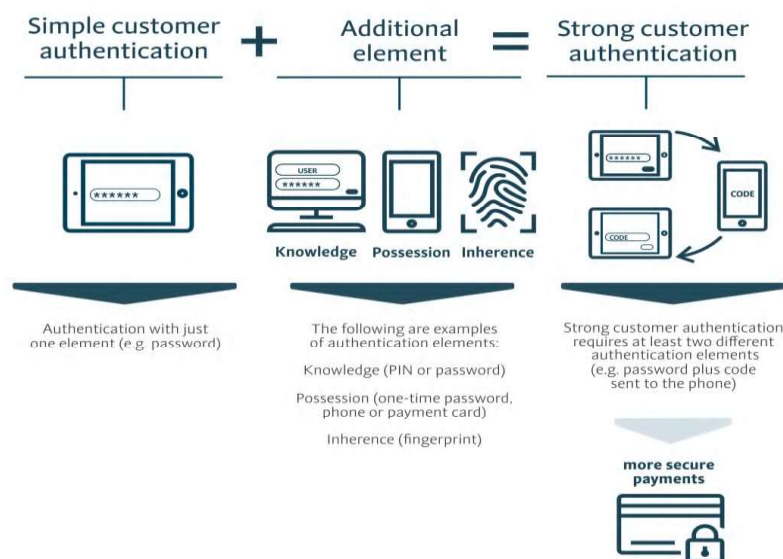 Simple customer
authentication
+
Additional
element
=
Strong customer
authentication
******
USER
******
Knowledge
Possession
Inherence
******
CODE
CODE
Authentication with just
one element (e.g. password)
The following are examples
of authentication elements:
Knowledge (PIN or password)
Possession (one-time password,
phone or payment card)
Inherence (fingerprint)
Strong customer authentication
requires at least two different
authentication elements
(e.g. password plus code
sent to the phone)
more secure
payments